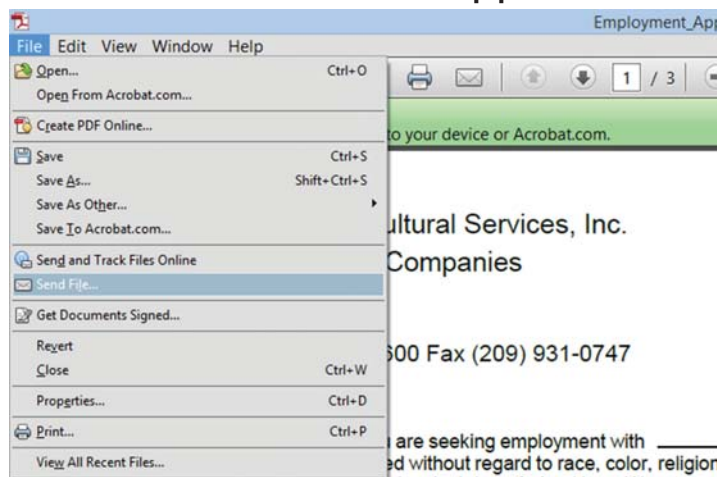 Employment_App
File Edit View Window Help
Open... Ctrl+O
Open From Acrobat.com...
1 / 3
Create PDF Online...
to your device or Acrobat.com.
Save Ctrl+S
Save As... Shift+Ctrl+S
Save As Other...
Save To Acrobat.com...
ultural Services, Inc.
Send and Track Files Online
Companies
Send File...
Get Documents Signed...
Revert
600 Fax (209) 931-0747
Close Ctrl+W
Properties... Ctrl+D
Print... Ctrl+P
are seeking employment with
ed without regard to race, color, religion
View All Recent Files...